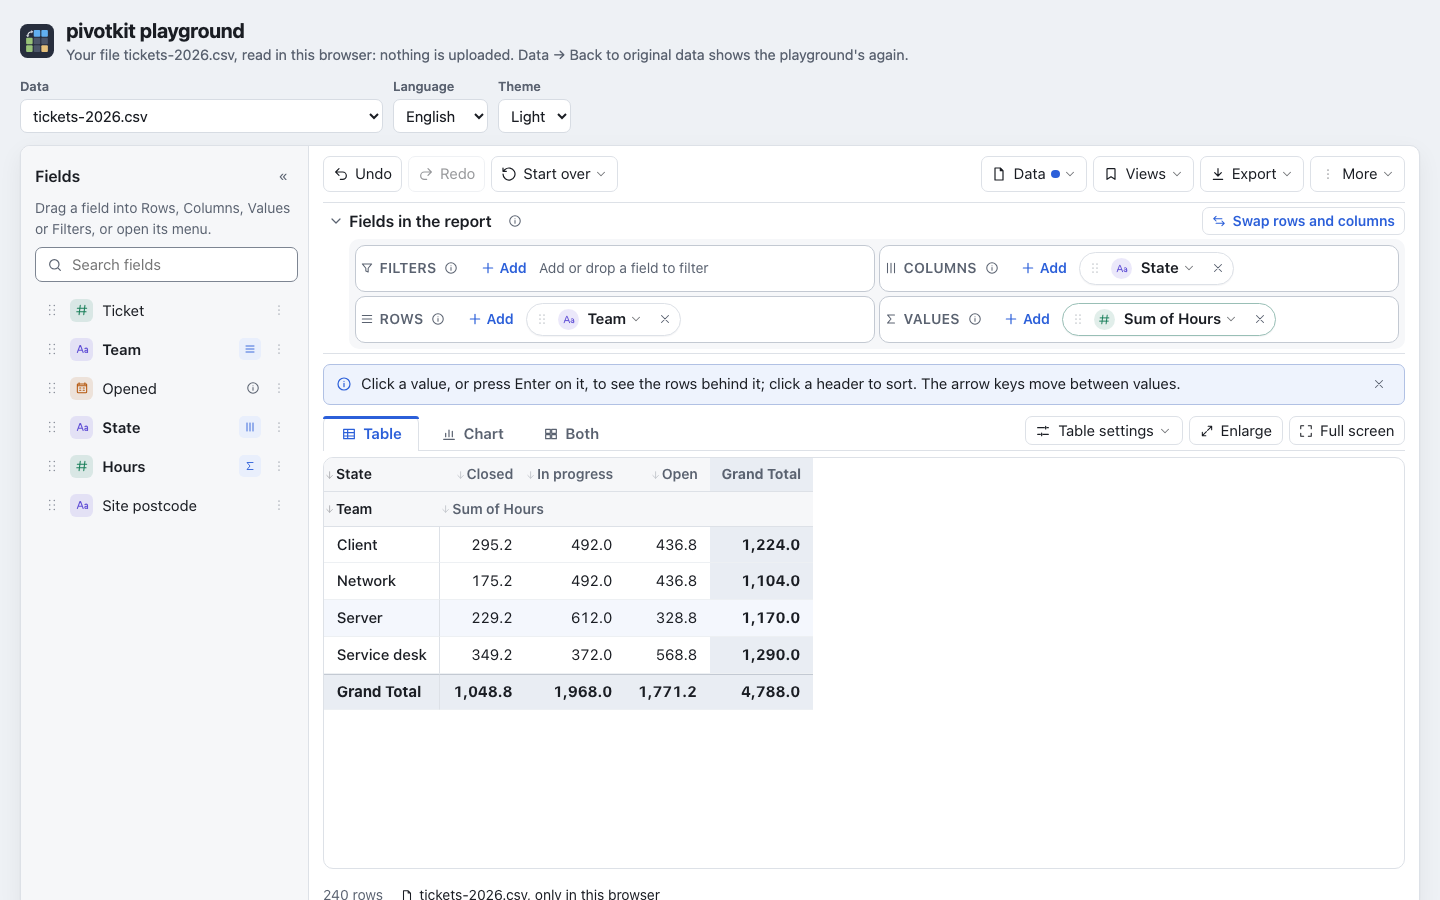 pivotkit playground
Your file tickets-2026.csv, read in this browser: nothing is uploaded. Data → Back to original data shows the playground's again.
Data
Language
Theme
tickets-2026.csv
English
Light
Fields
«
Drag a field into Rows, Columns, Values
or Filters, or open its menu.
Search fields
# Ticket
Aa Team
Opened
Aa State
# Hours Σ
Aa Site postcode
Undo
Redo
Start over
Data
Views
Export
More
Fields in the report
Swap rows and columns
FILTERS
+ Add
Add or drop a field to filter
COLUMNS
+ Add
Aa State ×
ROWS
+ Add
Aa Team ×
Σ VALUES
+ Add
# Sum of Hours ×
Click a value, or press Enter on it, to see the rows behind it; click a header to sort. The arrow keys move between values. ×
Table
Chart
Both
Table settings
Enlarge
Full screen
↓ State ↓ Closed ↓ In progress ↓ Open Grand Total
↓ Team ↓ Sum of Hours
Client 295.2 492.0 436.8 1,224.0
Network 175.2 492.0 436.8 1,104.0
Server 229.2 612.0 328.8 1,170.0
Service desk 349.2 372.0 568.8 1,290.0
Grand Total 1,048.8 1,968.0 1,771.2 4,788.0
240 rows
tickets-2026.csv, only in this browser